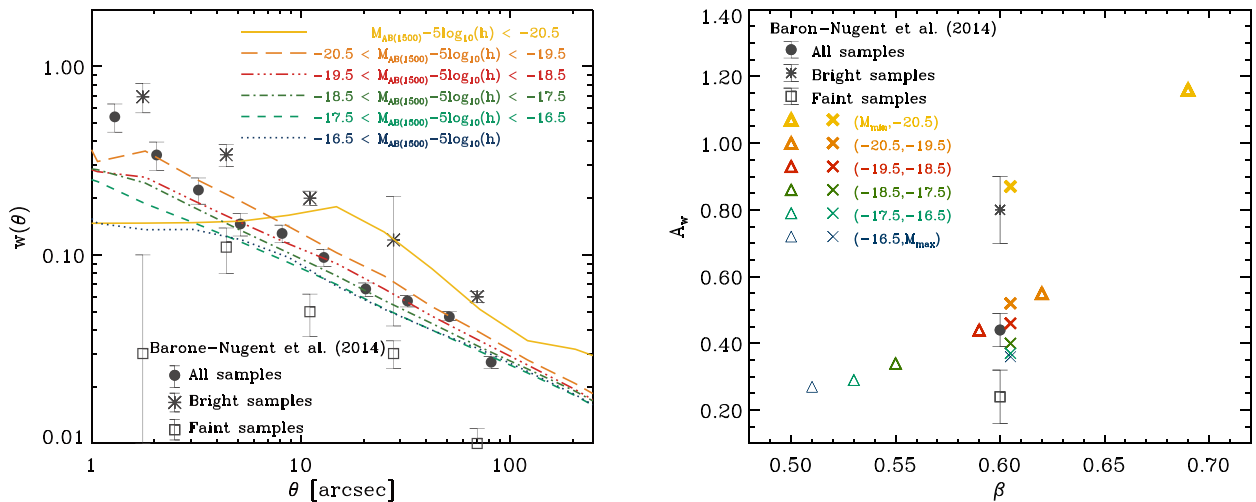 M_AB(1500)−5log10(h) < −20.5
−20.5 < M_AB(1500)−5log10(h) < −19.5
−19.5 < M_AB(1500)−5log10(h) < −18.5
−18.5 < M_AB(1500)−5log10(h) < −17.5
−17.5 < M_AB(1500)−5log10(h) < −16.5
−16.5 < M_AB(1500)−5log10(h)
1.00
0.10
0.01
w(θ)
Barone−Nugent et al. (2014)
All samples
Bright samples
Faint samples
1
10
100
θ [arcsec]
1.40
1.20
1.00
0.80
0.60
0.40
0.20
A_w
Baron−Nugent et al. (2014)
All samples
Bright samples
Faint samples
(M_min,−20.5)
(−20.5,−19.5)
(−19.5,−18.5)
(−18.5,−17.5)
(−17.5,−16.5)
(−16.5,M_max)
0.50
0.55
0.60
0.65
0.70
β